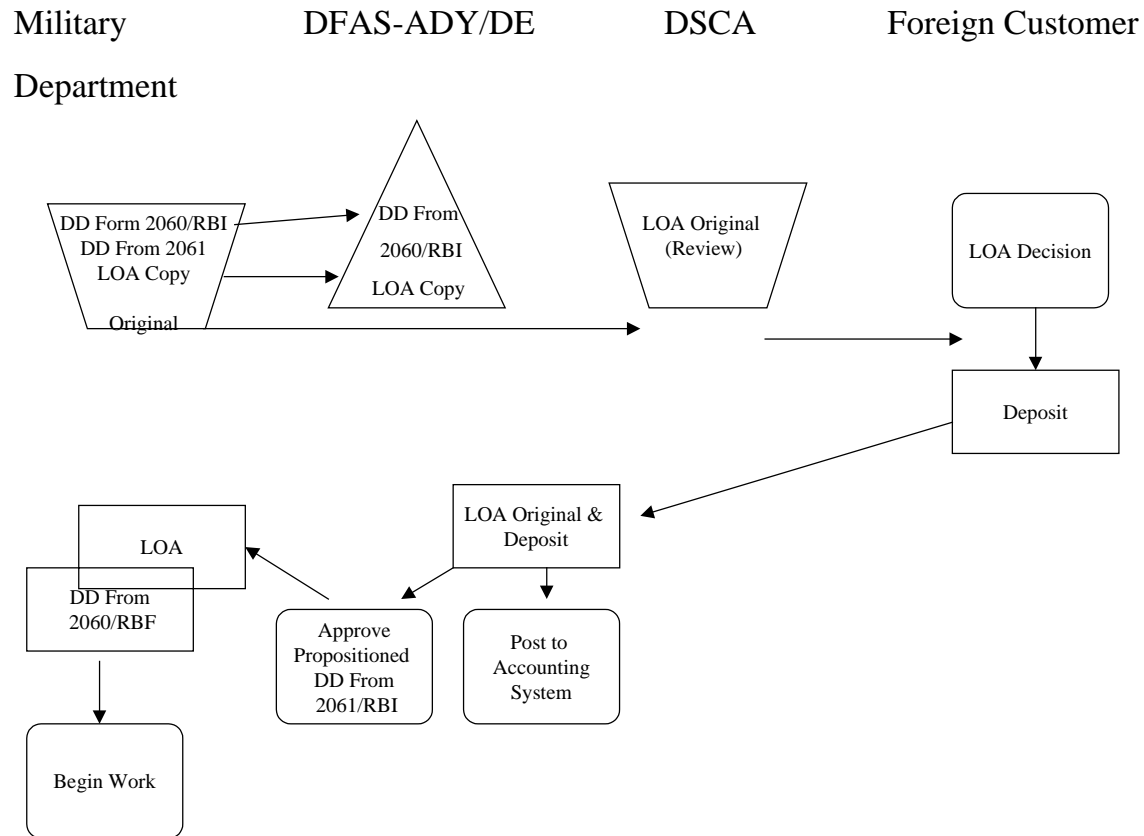 Military DFAS-ADY/DE DSCA Foreign Customer
Department
DD Form 2060/RBI
DD From 2061
LOA Copy
Original
DD From
2060/RBI
LOA Copy
LOA Original
(Review)
LOA Decision
Deposit
LOA Original &
Deposit
LOA
DD From
2060/RBF
Approve
Propositioned
DD From
2061/RBI
Post to
Accounting
System
Begin Work